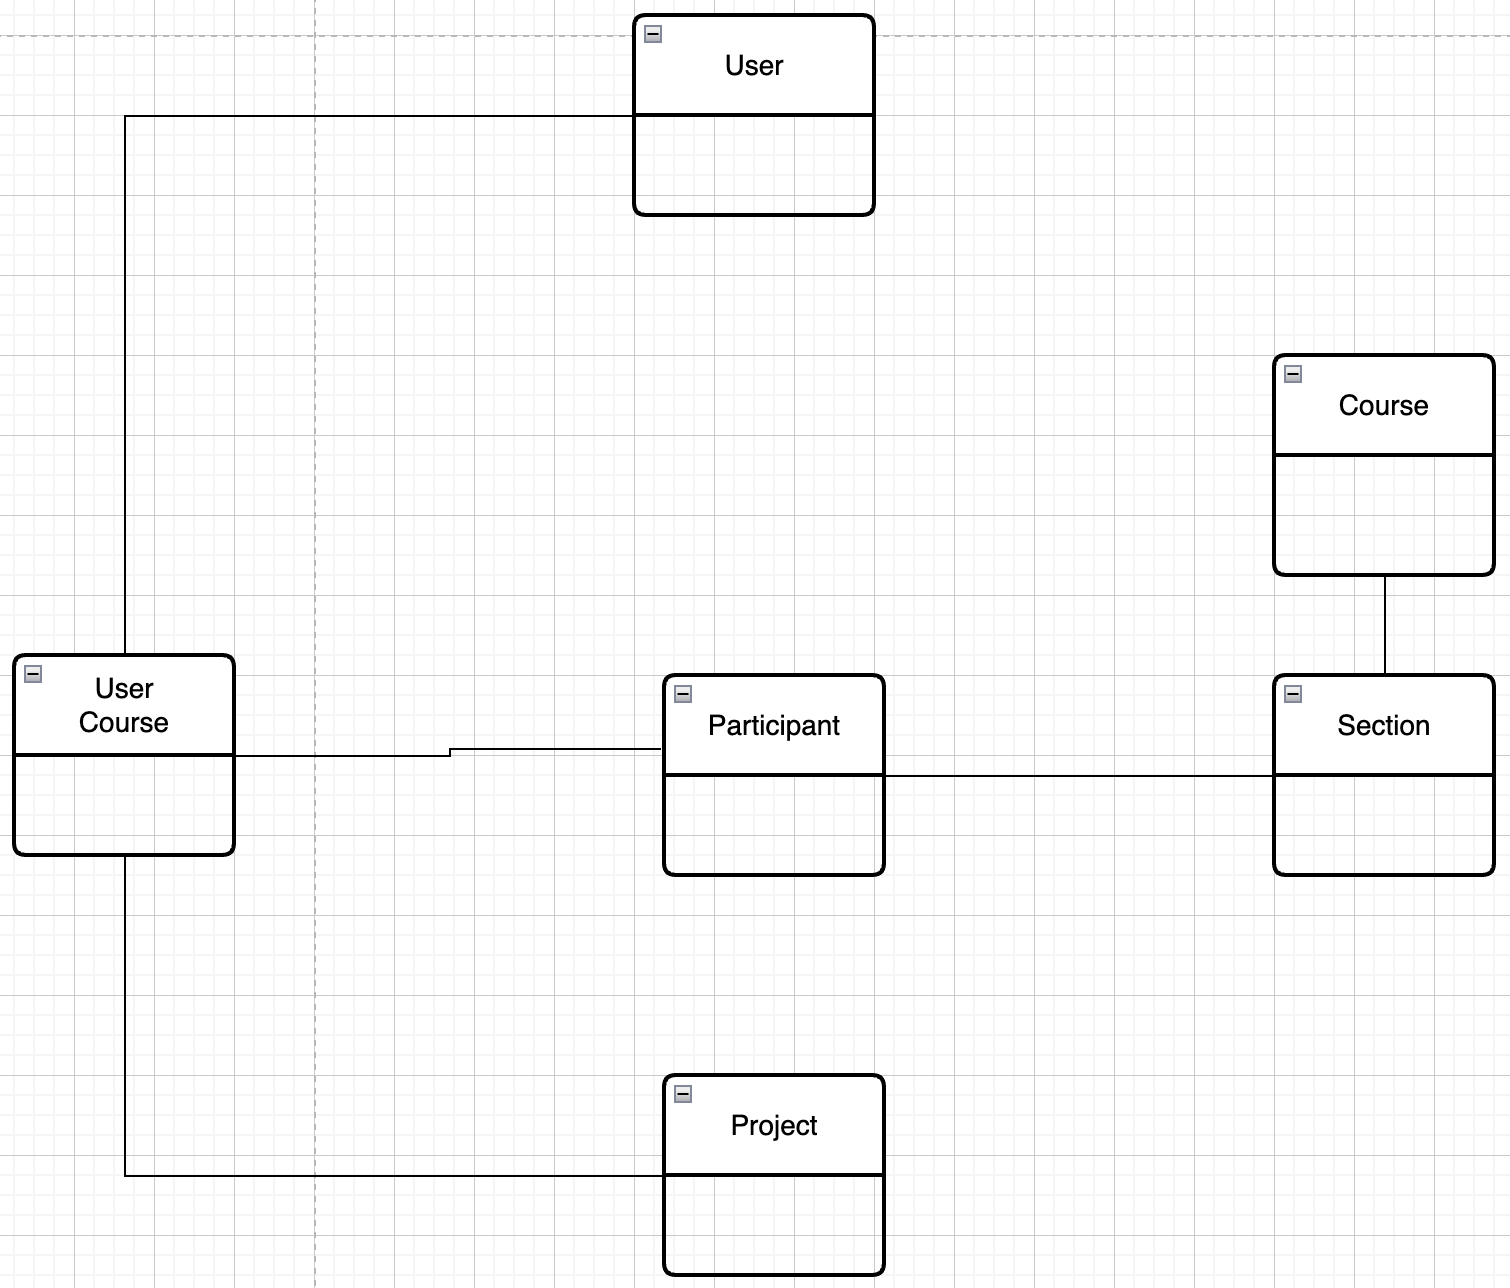 User
Course
User
Course
Participant
Section
Project